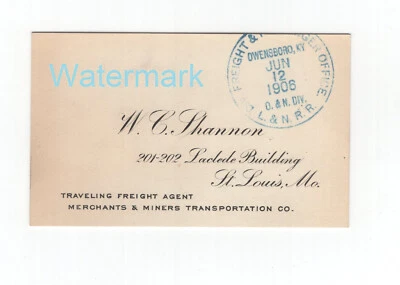 Watermark
FREIGHT & PASSENGER OFFICE
OWENSBORO, KY
JUN
12
1906
O. & N. DIV.
L. & N. R.R.
W. C. Shannon
201-202 Laclede Building
St. Louis, Mo.
TRAVELING FREIGHT AGENT
MERCHANTS & MINERS TRANSPORTATION CO.